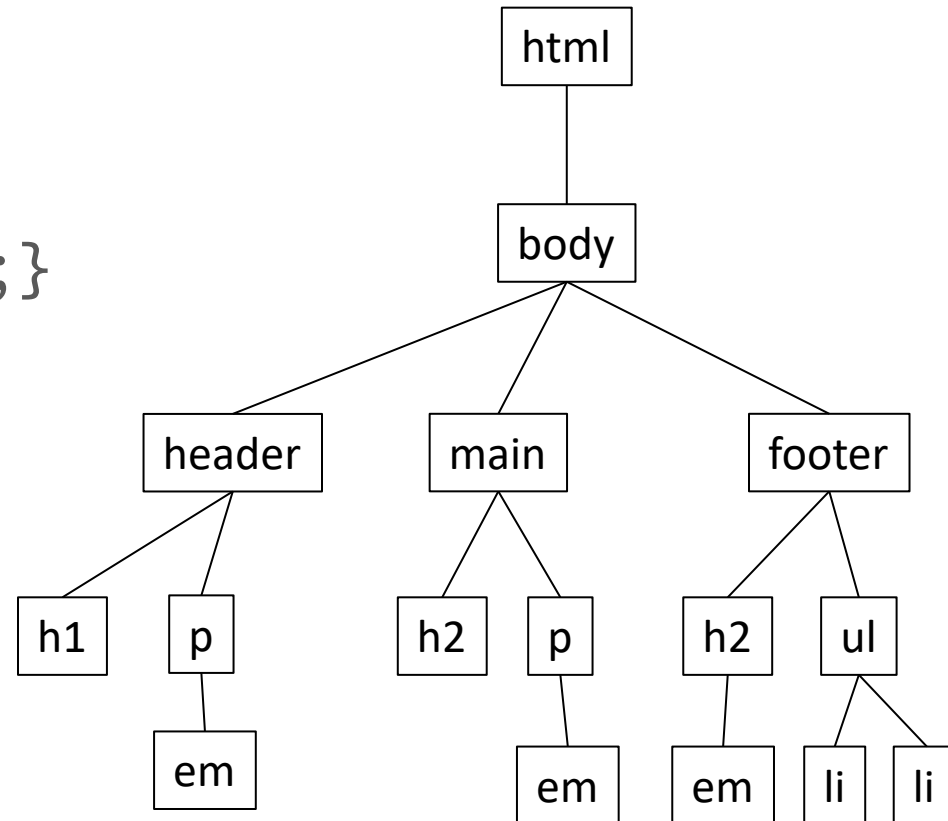 html
body
;}
header main footer
h1 p h2 p h2 ul
em em em li li